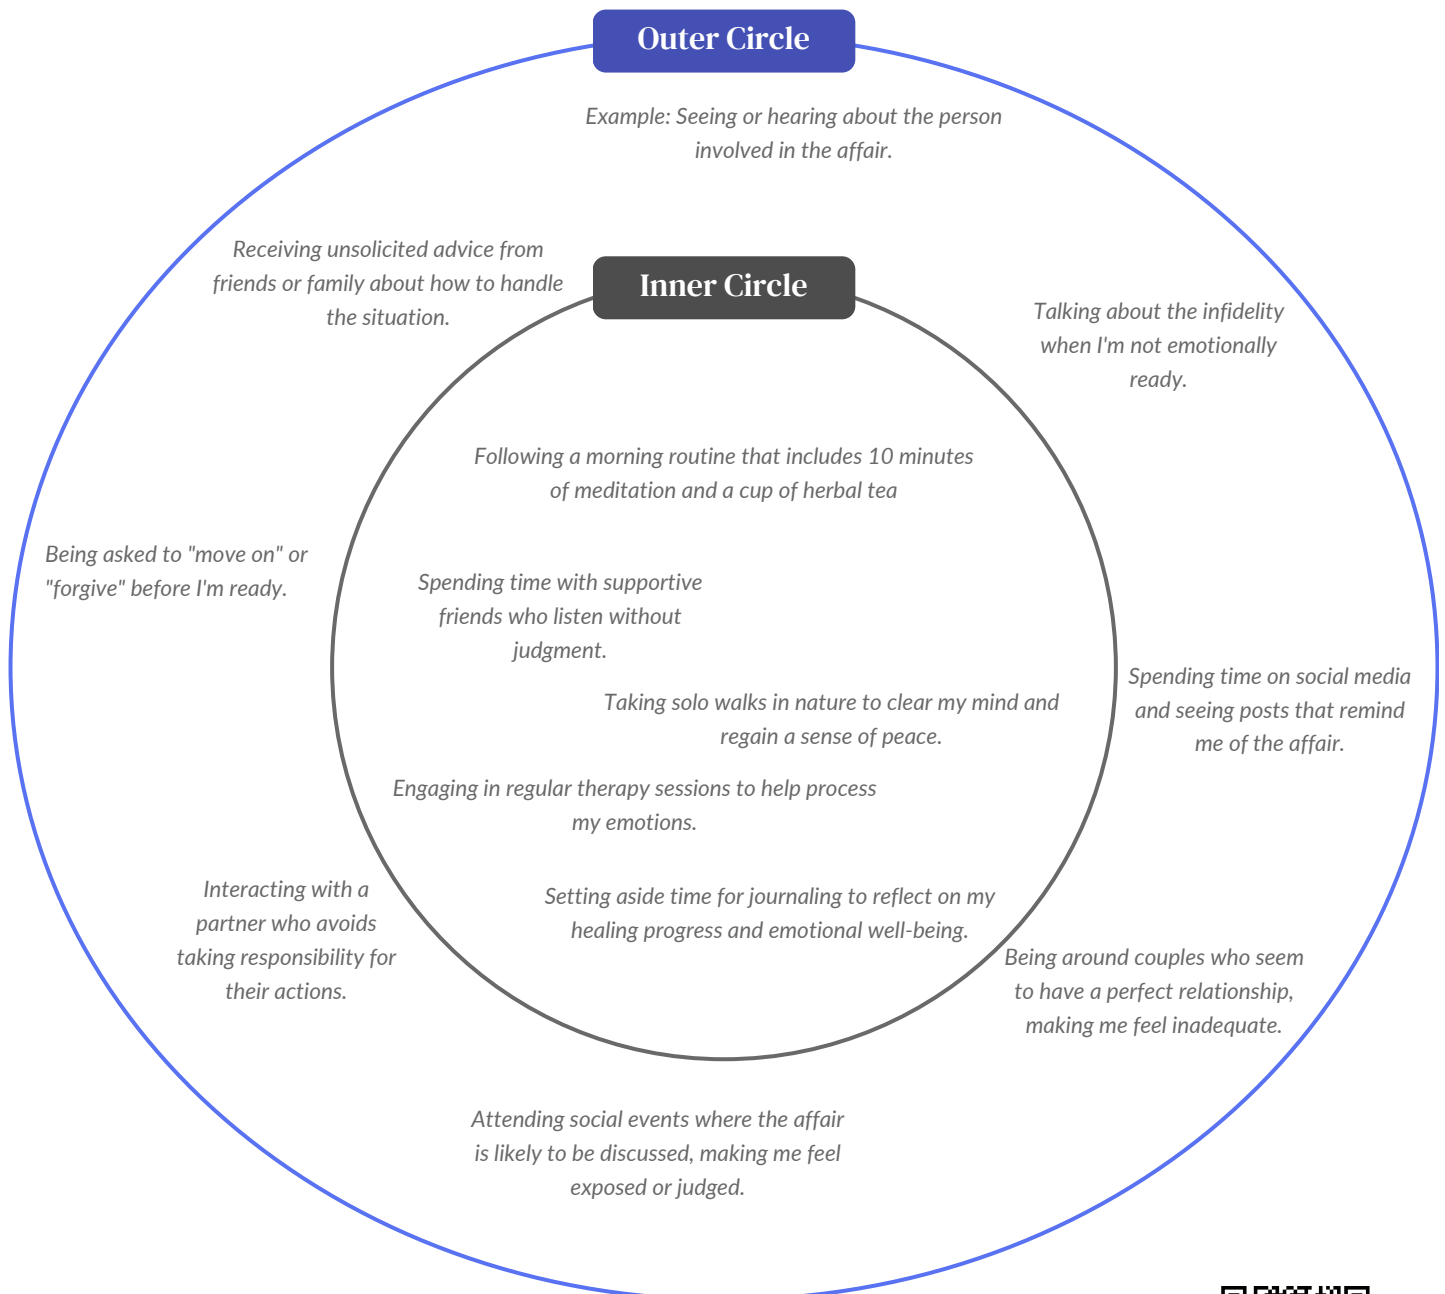 Outer Circle
Example: Seeing or hearing about the person
involved in the affair.
Receiving unsolicited advice from
friends or family about how to handle
the situation.
Inner Circle
Talking about the infidelity
when I'm not emotionally
ready.
Following a morning routine that includes 10 minutes
of meditation and a cup of herbal tea
Being asked to "move on" or
"forgive" before I'm ready.
Spending time with supportive
friends who listen without
judgment.
Spending time on social media
and seeing posts that remind
me of the affair.
Taking solo walks in nature to clear my mind and
regain a sense of peace.
Engaging in regular therapy sessions to help process
my emotions.
Interacting with a
partner who avoids
taking responsibility for
their actions.
Setting aside time for journaling to reflect on my
healing progress and emotional well-being.
Being around couples who seem
to have a perfect relationship,
making me feel inadequate.
Attending social events where the affair
is likely to be discussed, making me feel
exposed or judged.